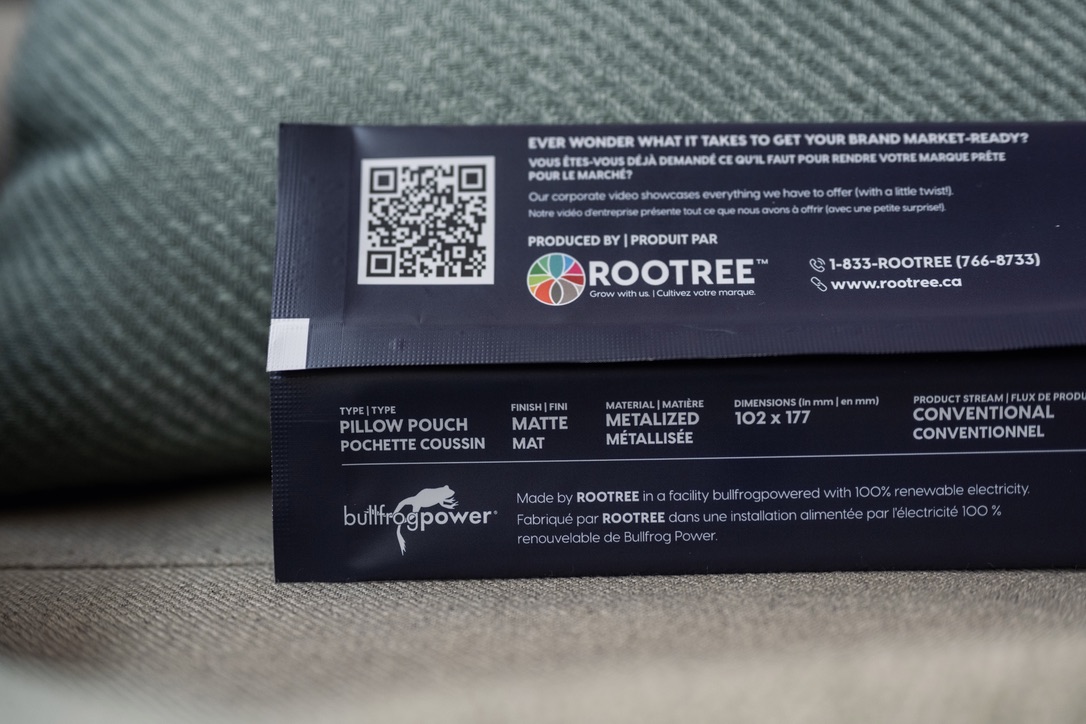 EVER WONDER WHAT IT TAKES TO GET YOUR BRAND MARKET-READY?
VOUS ÊTES-VOUS DÉJÀ DEMANDÉ CE QU'IL FAUT POUR RENDRE VOTRE MARQUE PRÊTE
POUR LE MARCHÉ?
Our corporate video showcases everything we have to offer (with a little twist!).
Notre vidéo d'entreprise présente tout ce que nous avons à offrir (avec une petite surprise!).
PRODUCED BY | PRODUIT PAR
ROOTREE™
Grow with us. | Cultivez votre marque.
1-833-ROOTREE (766-8733)
www.rootree.ca
TYPE | TYPE
PILLOW POUCH
POCHETTE COUSSIN
FINISH | FINI
MATTE
MAT
MATERIAL | MATIÈRE
METALIZED
MÉTALLISÉE
DIMENSIONS (in mm | en mm)
102 x 177
PRODUCT STREAM | FLUX DE PRODU
CONVENTIONAL
CONVENTIONNEL
bullfrogpower®
Made by ROOTREE in a facility bullfrogpowered with 100% renewable electricity.
Fabriqué par ROOTREE dans une installation alimentée par l'électricité 100 %
renouvelable de Bullfrog Power.